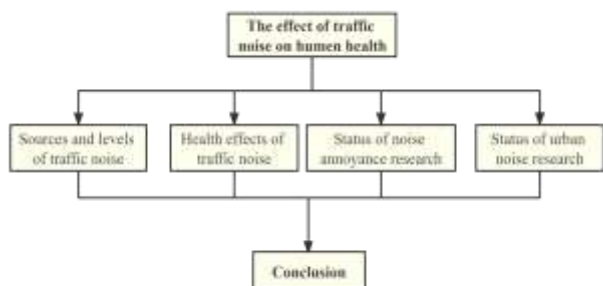 The effect of traffic
noise on human health
Sources and levels
of traffic noise
Health effects of
traffic noise
Status of noise
annoyance research
Status of urban
noise research
Conclusion